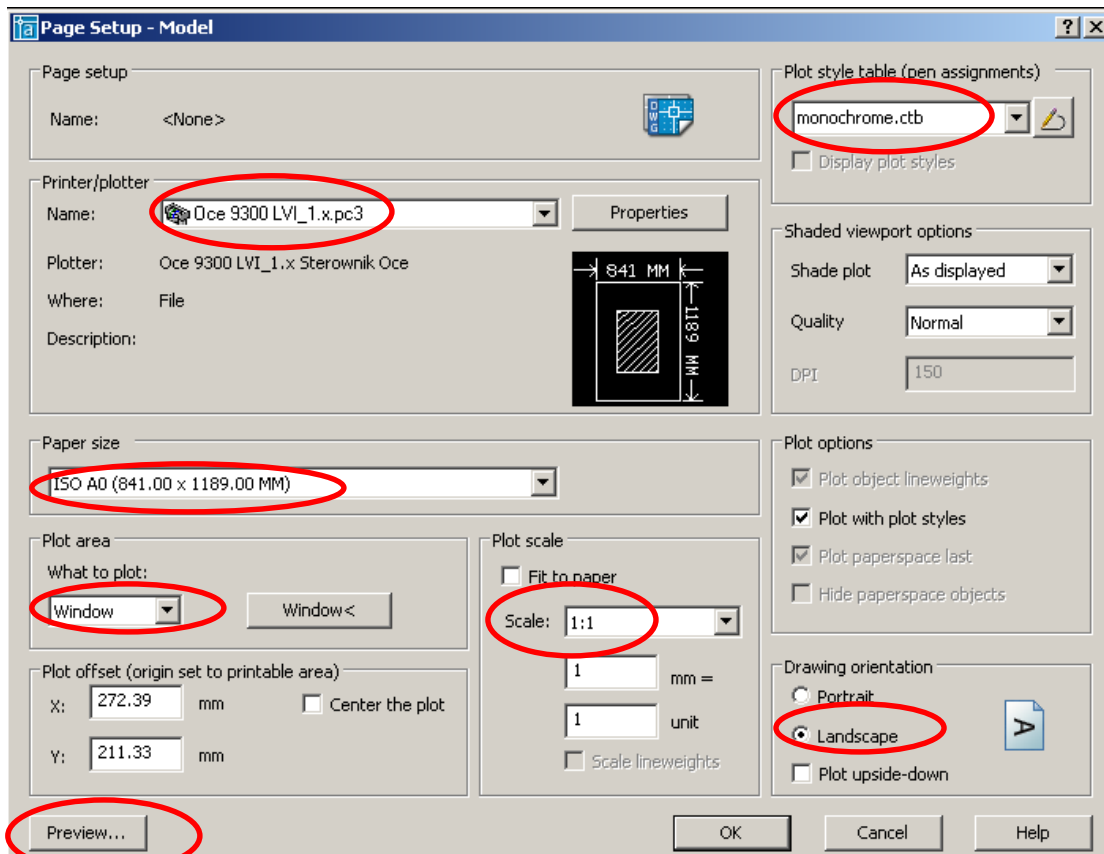 Page Setup - Model
Page setup
Name: <None>
DWG
Printer/plotter
Name: Oce 9300 LVI_1.x.pc3 Properties
Plotter: Oce 9300 LVI_1.x Sterownik Oce
Where: File
Description:
841 MM
1189 MM
Paper size
ISO A0 (841.00 x 1189.00 MM)
Plot area
What to plot:
Window Window<
Plot offset (origin set to printable area)
X: 272.39 mm Center the plot
Y: 211.33 mm
Plot scale
Fit to paper
Scale: 1:1
1 mm =
1 unit
Scale lineweights
Plot style table (pen assignments)
monochrome.ctb
Display plot styles
Shaded viewport options
Shade plot As displayed
Quality Normal
DPI 150
Plot options
Plot object lineweights
Plot with plot styles
Plot paperspace last
Hide paperspace objects
Drawing orientation
Portrait
Landscape
A
Plot upside-down
Preview... OK Cancel Help